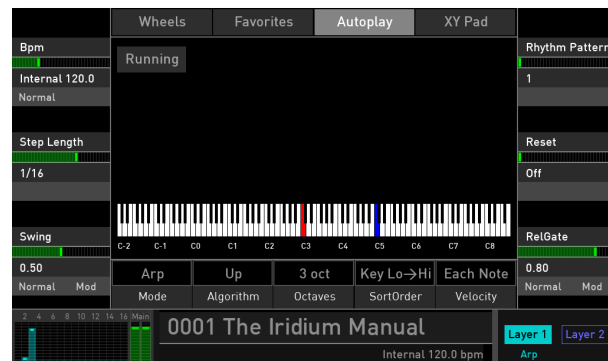 Wheels Favorites Autoplay XY Pad
Bpm
Internal 120.0
Normal
Running
Rhythm Pattern
1
Step Length
1/16
Reset
Off
C-2 C-1 C0 C1 C2 C3 C4 C5 C6 C7 C8
Swing
0.50
Normal Mod
RelGate
0.80
Normal Mod
Arp Up 3 oct Key Lo→Hi Each Note
Mode Algorithm Octaves SortOrder Velocity
2 4 6 8 10 12 14 16 Main
0001 The Iridium Manual
Internal 120.0 bpm
Layer 1 Layer 2
Arp